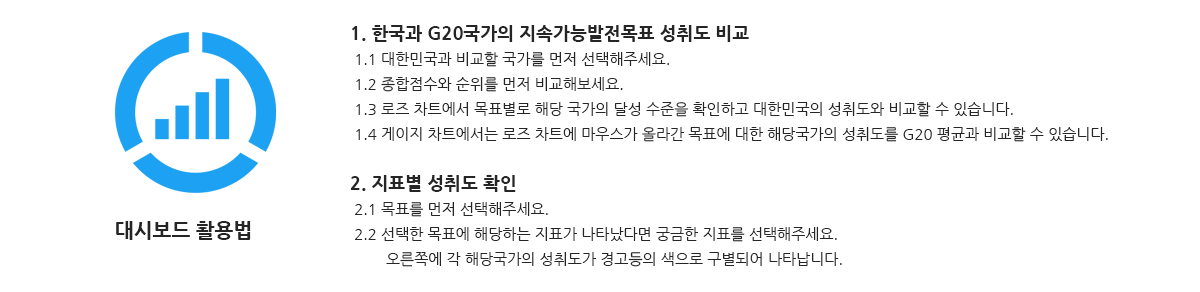 1. 한국과 G20국가의 지속가능발전목표 성취도 비교
1.1 대한민국과 비교할 국가를 먼저 선택해주세요.
1.2 종합점수와 순위를 먼저 비교해보세요.
1.3 로즈 차트에서 목표별로 해당 국가의 달성 수준을 확인하고 대한민국의 성취도와 비교할 수 있습니다.
1.4 게이지 차트에서는 로즈 차트에 마우스가 올라간 목표에 대한 해당국가의 성취도를 G20 평균과 비교할 수 있습니다.
2. 지표별 성취도 확인
2.1 목표를 먼저 선택해주세요.
2.2 선택한 목표에 해당하는 지표가 나타났다면 궁금한 지표를 선택해주세요.
오른쪽에 각 해당국가의 성취도가 경고등의 색으로 구별되어 나타납니다.
대시보드 활용법